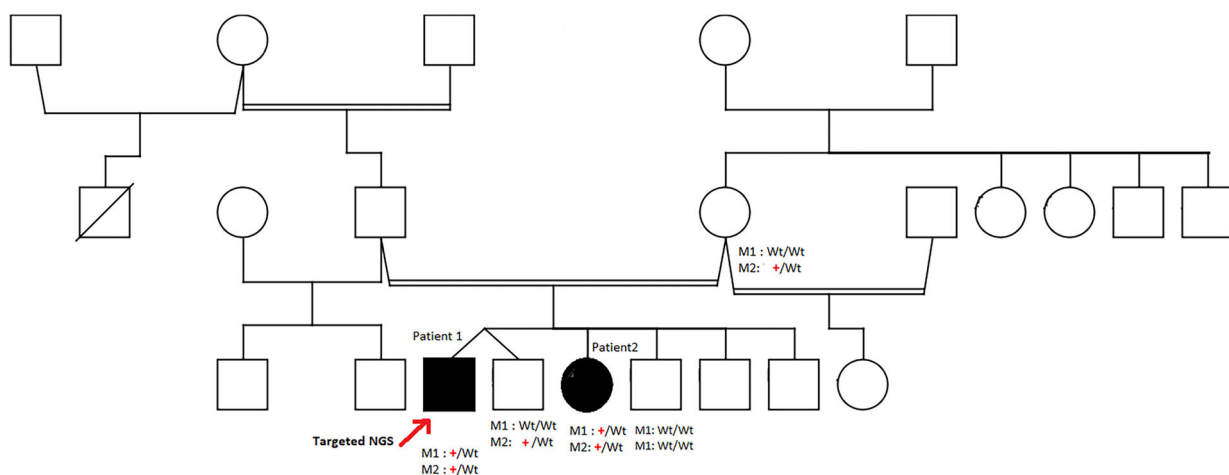 M1 : Wt/Wt
M2: +/Wt
Patient 1
Patient2
Targeted NGS
M1 : +/Wt
M2 : +/Wt
M1 : Wt/Wt
M2: +/Wt
M1 : +/Wt
M2: +/Wt
M1: Wt/Wt
M1: Wt/Wt